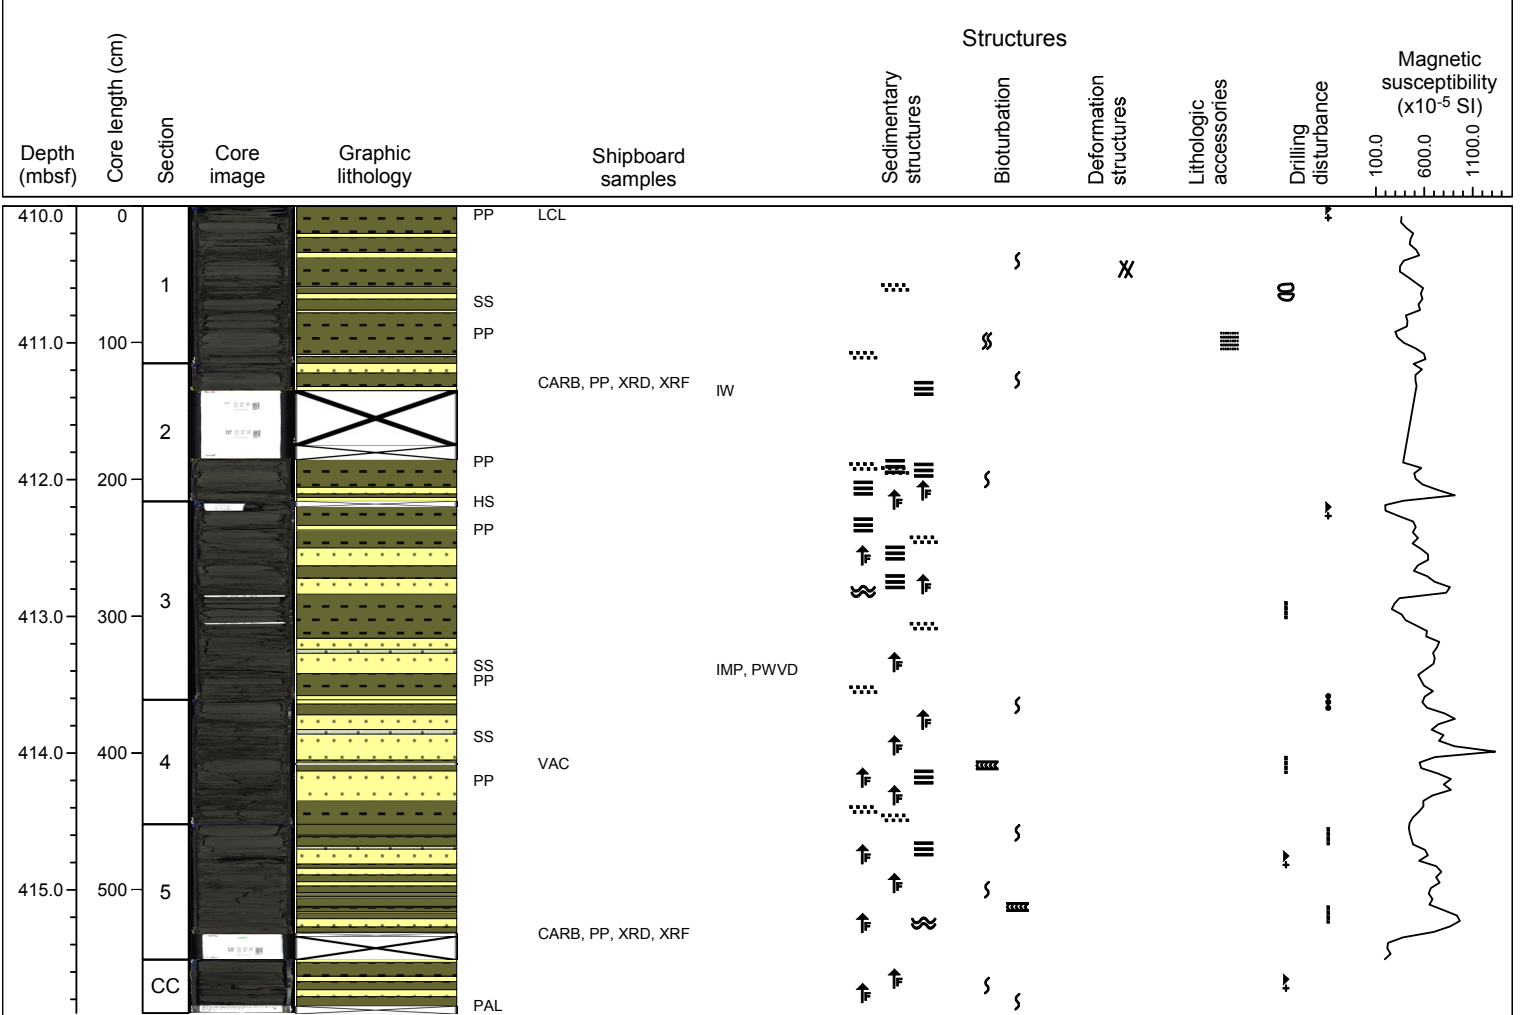 Structures
Depth
(mbsf)
Core length (cm)
Section
Core
image
Graphic
lithology
Shipboard
samples
Sedimentary
structures
Bioturbation
Deformation
structures
Lithologic
accessories
Drilling
disturbance
Magnetic
susceptibility
(x10-5 SI)
100.0
600.0
1100.0
410.0 0 PP LCL
1
SS
PP
411.0 100
CARB, PP, XRD, XRF
IW
2
PP
412.0 200
HS
PP
3
413.0 300
SS IMP, PWVD
PP
SS
414.0 400
4 VAC
PP
415.0 500 5
CARB, PP, XRD, XRF
CC
PAL
F
F
F
F
F
F
F
F
F
F
F
F
F
F